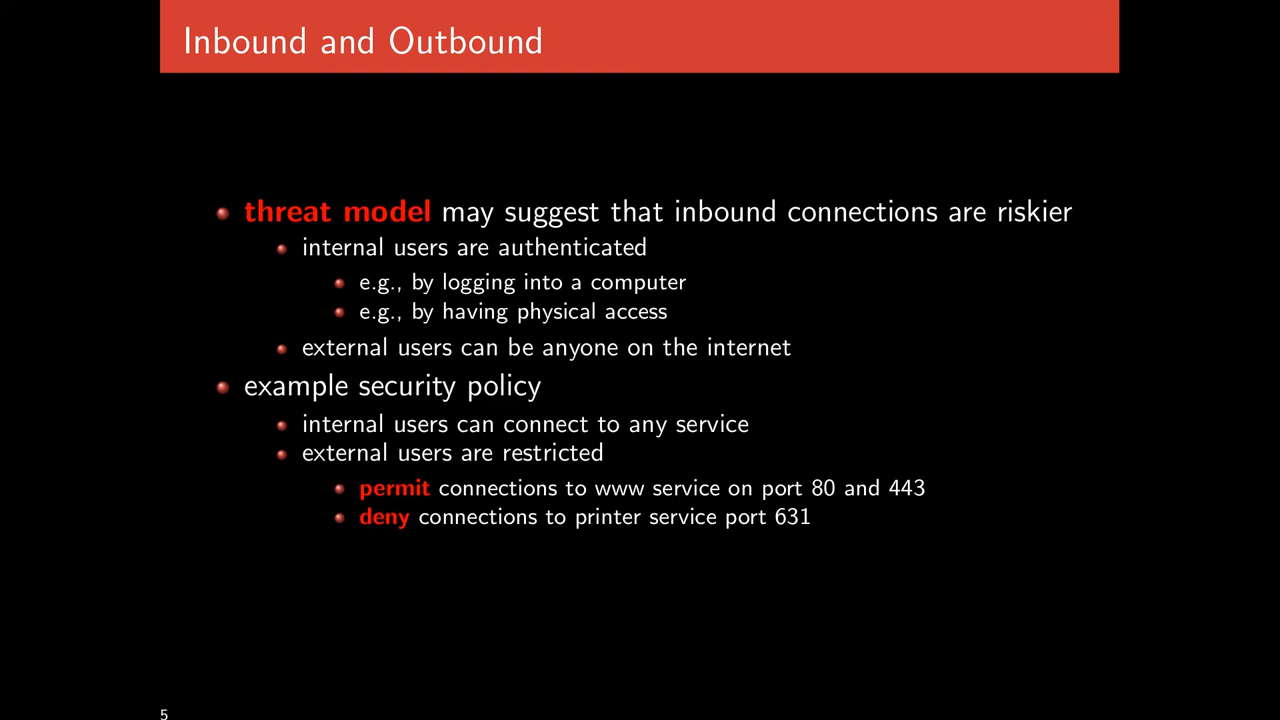 Inbound and Outbound
threat model may suggest that inbound connections are riskier
internal users are authenticated
e.g., by logging into a computer
e.g., by having physical access
external users can be anyone on the internet
example security policy
internal users can connect to any service
external users are restricted
permit connections to www service on port 80 and 443
deny connections to printer service port 631
5